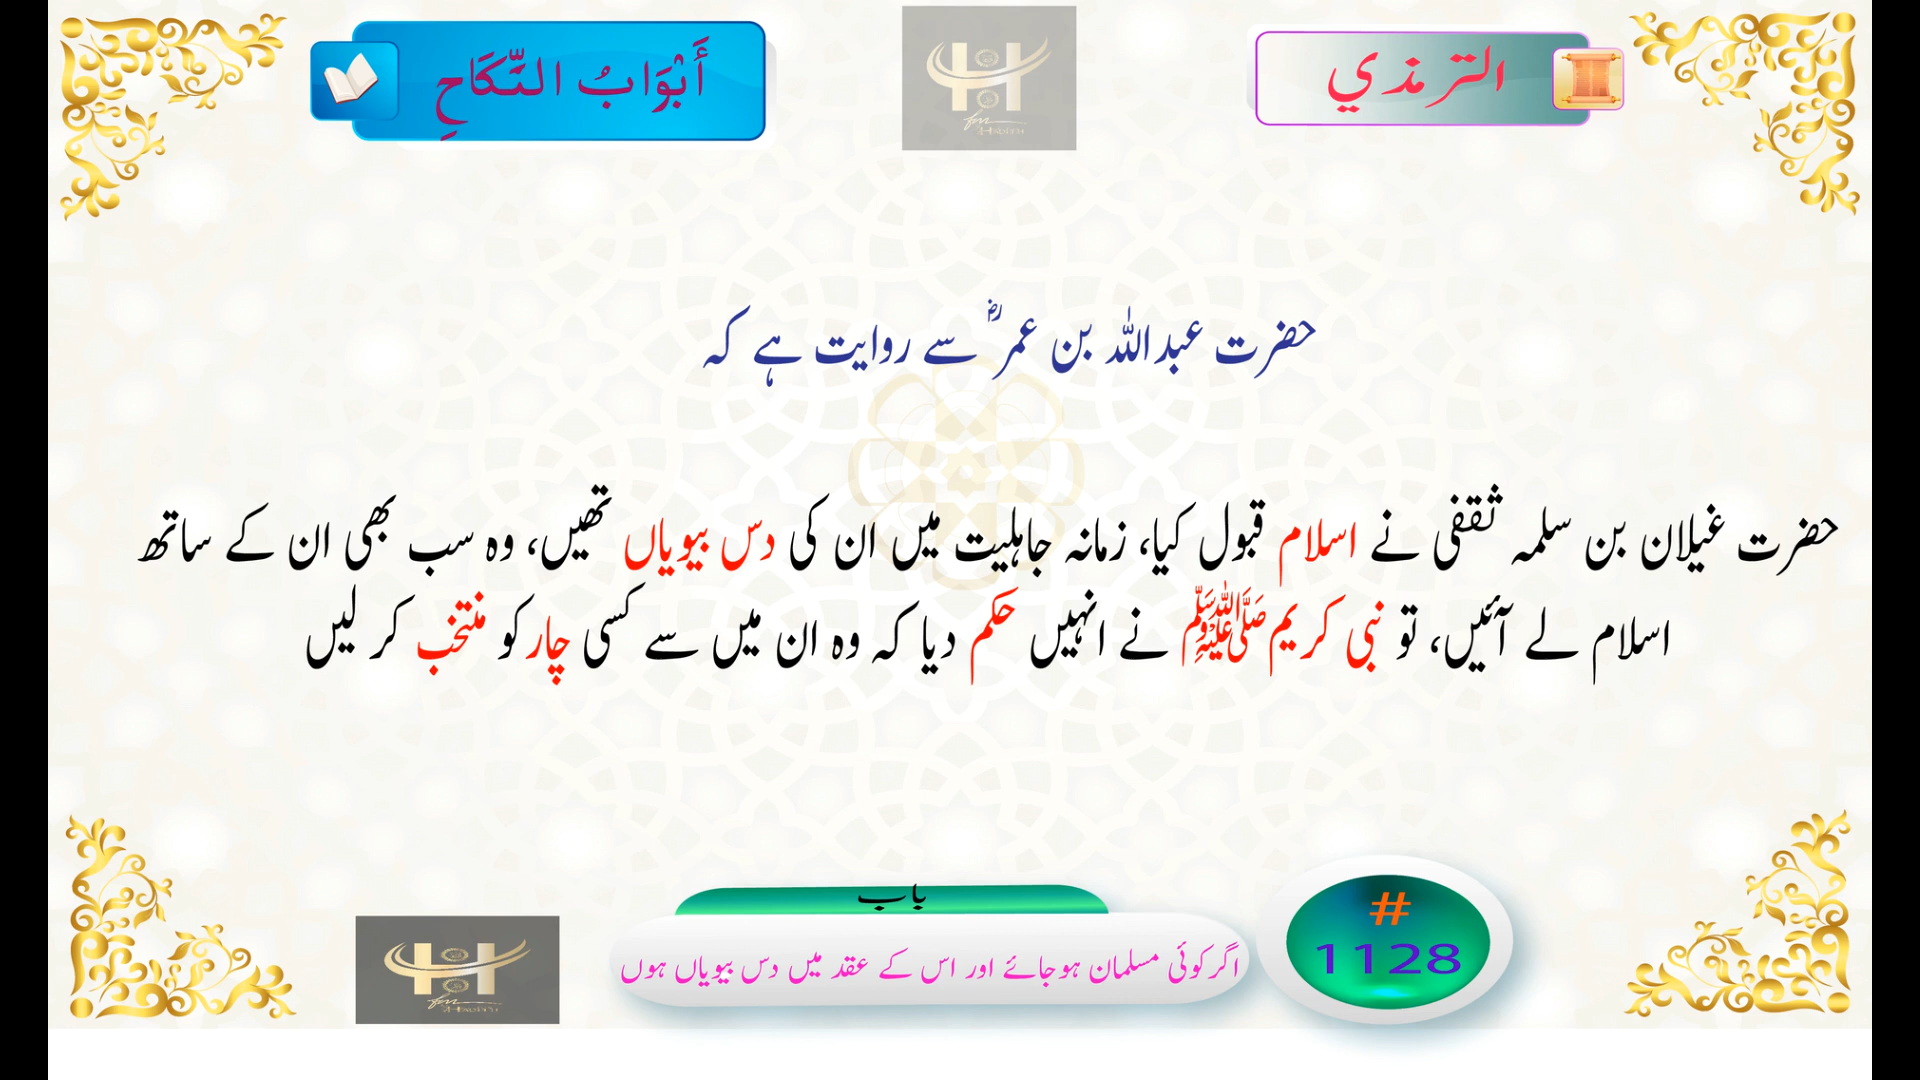 الترمذي
أَبْوَابُ النِّكَاحِ
حضرت عبداللہ بن عمرؓ سے روایت ہے کہ
حضرت غیلان بن سلمہ ثقفی نے اسلام قبول کیا، زمانہ جاہلیت میں ان کی دس بیویاں تھیں، وہ سب بھی ان کے ساتھ
اسلام لے آئیں، تو نبی کریم ﷺ نے انہیں حکم دیا کہ وہ ان میں سے کسی چار کو منتخب کر لیں
باب
اگر کوئی مسلمان ہو جائے اور اس کے عقد میں دس بیویاں ہوں
#
1128